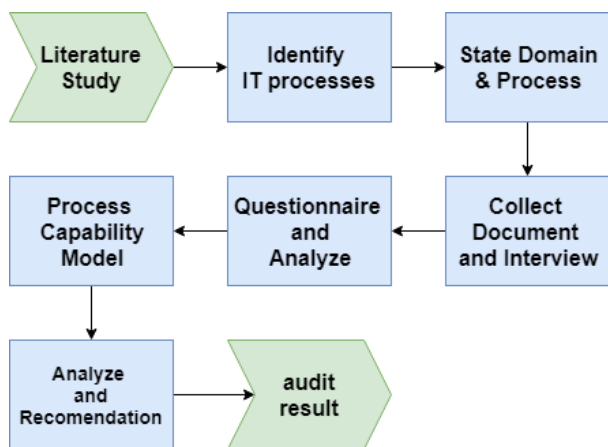 Literature
Study
Identify
IT processes
State Domain
& Process
Collect
Document
and Interview
Questionnaire
and
Analyze
Process
Capability
Model
Analyze
and
Recomendation
audit
result